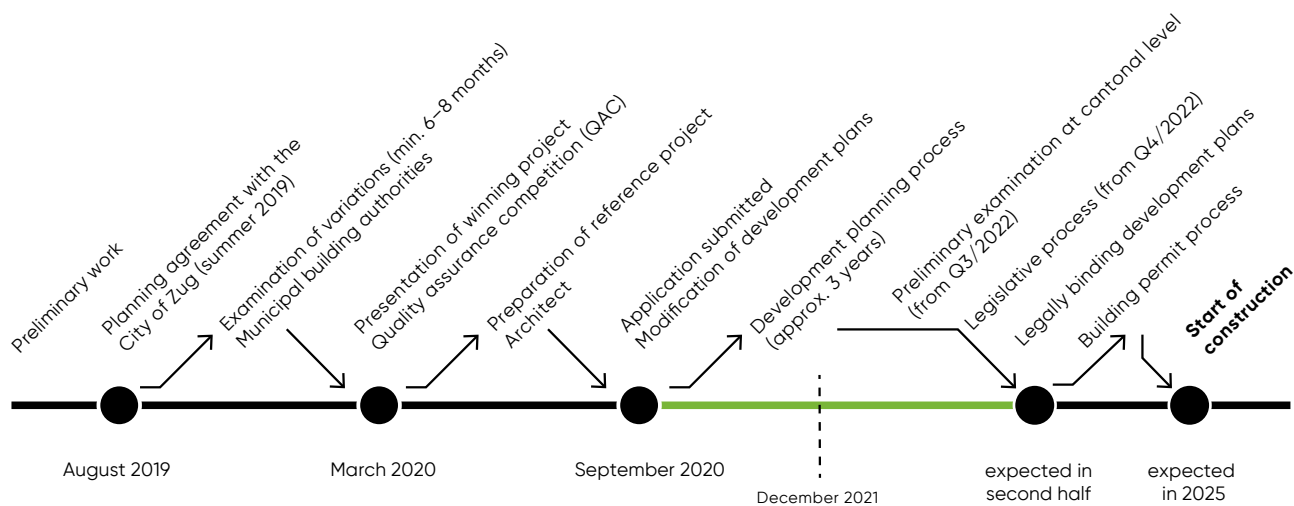 Preliminary work
Planning agreement with the
City of Zug (summer 2019)
Examination of variations (min. 6–8 months)
Municipal building authorities
Presentation of winning project
Quality assurance competition (QAC)
Preparation of reference project
Architect
Application submitted
Modification of development plans
Development planning process
(approx. 3 years)
Preliminary examination at cantonal level
(from Q3/2022)
Legislative process (from Q4/2022)
Legally binding development plans
Building permit process
Start of
construction
August 2019
March 2020
September 2020
December 2021
expected in
second half
expected
in 2025